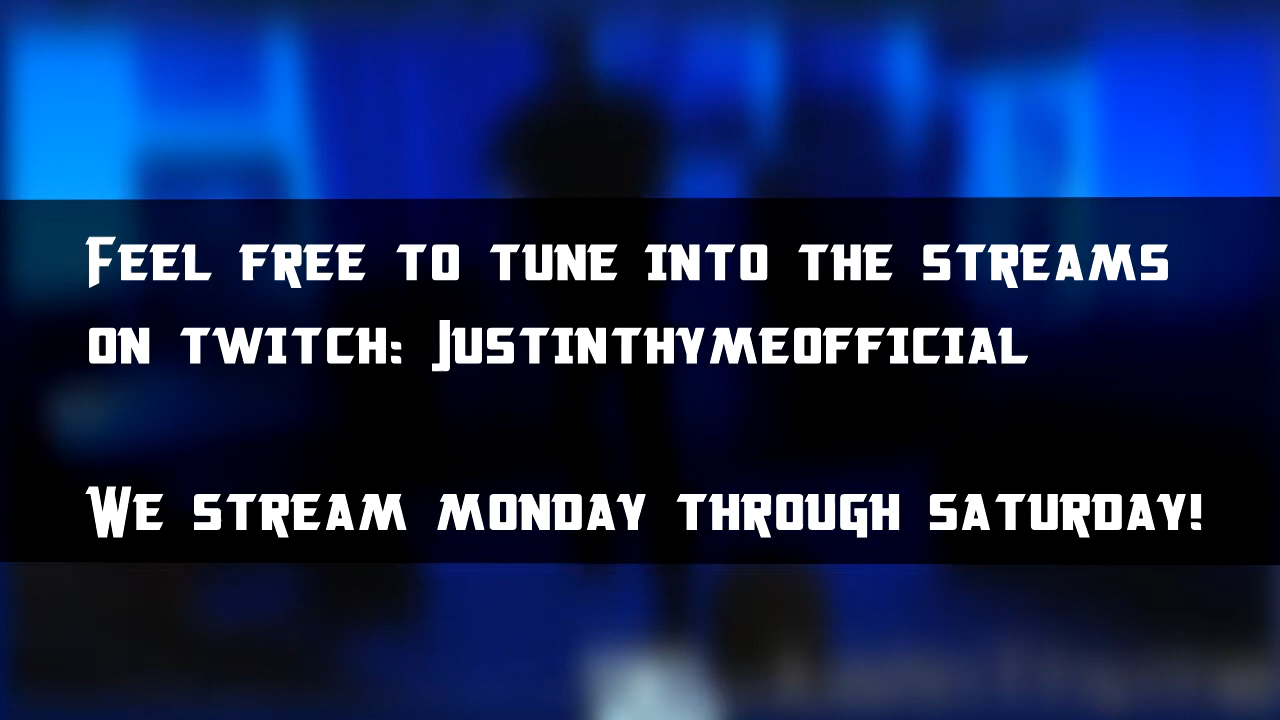 Feel free to tune into the streams
on twitch: Justinthymeofficial
We stream monday through saturday!